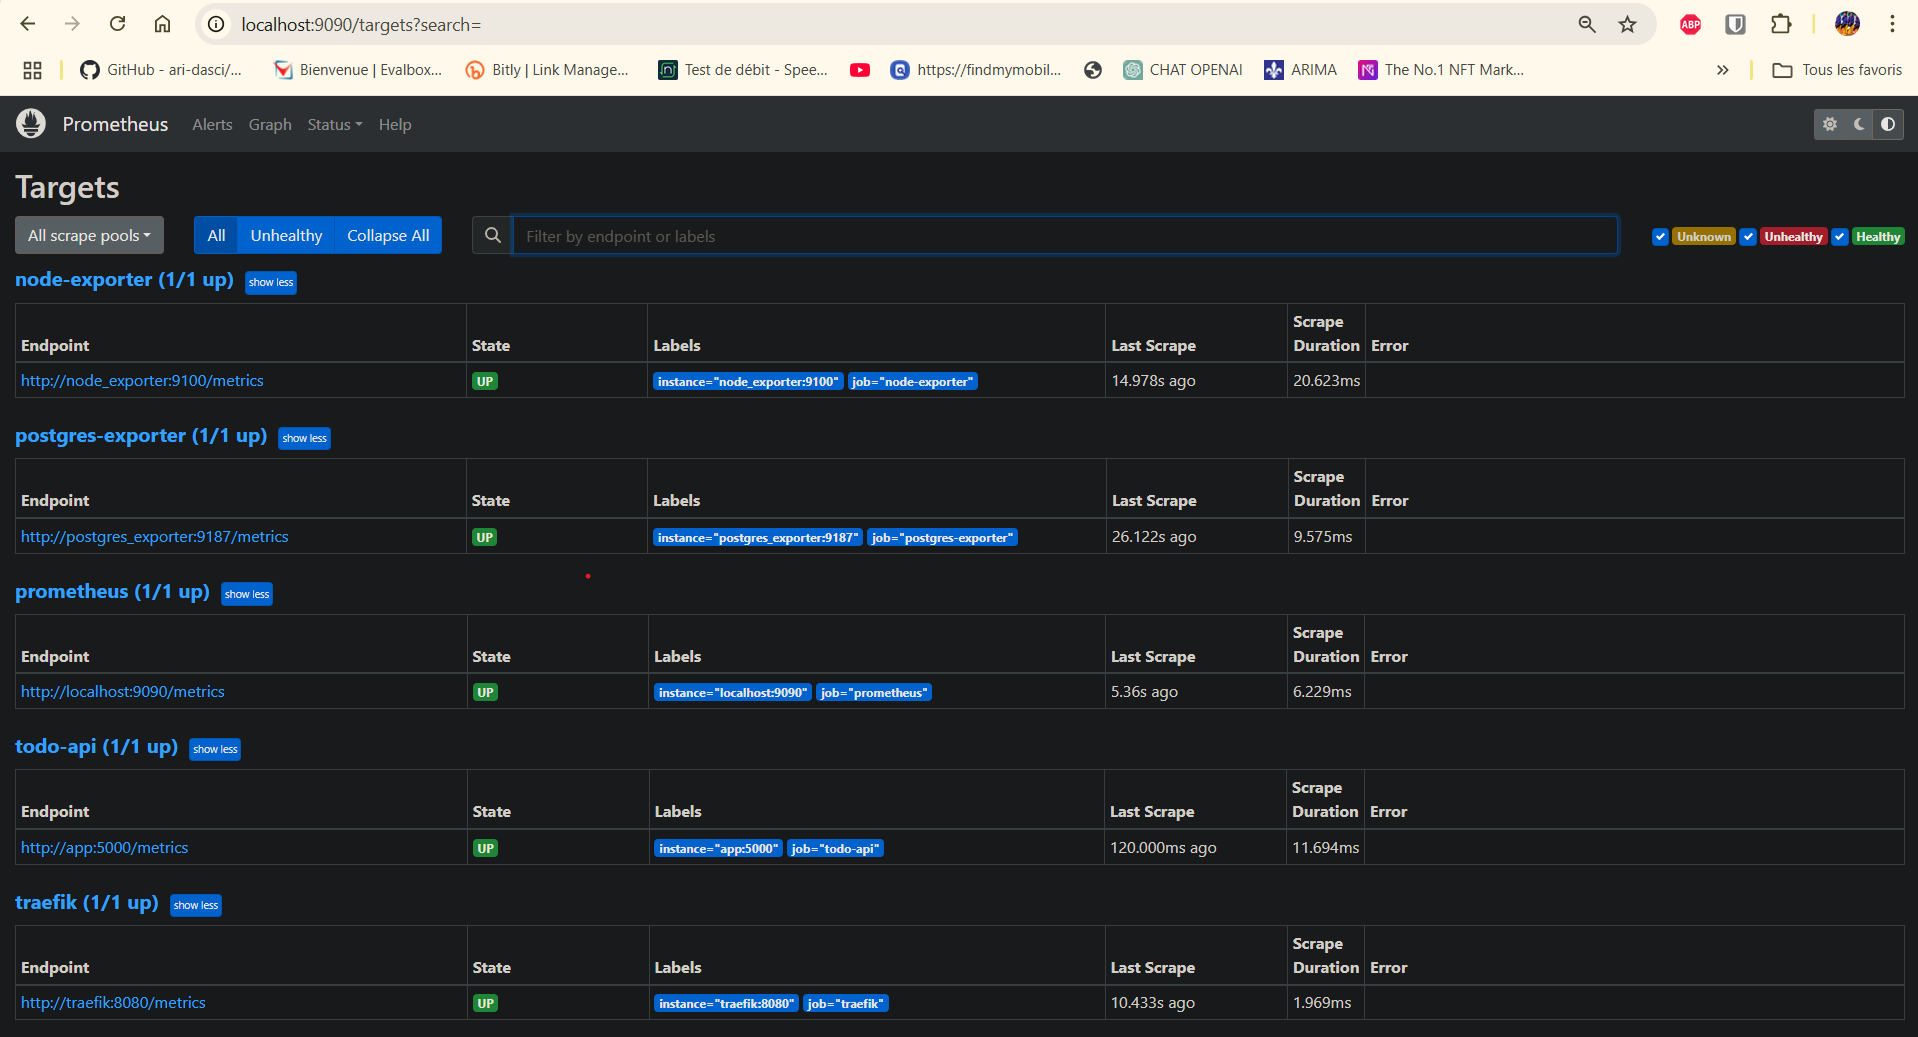 localhost:9090/targets?search=
GitHub - ari-dasci/... Bienvenue | Evalbox... Bitly | Link Manage... Test de débit - Spee... https://findmymobil... CHAT OPENAI ARIMA The No.1 NFT Mark... » Tous les favoris
ABP
Prometheus Alerts Graph Status Help
Targets
All scrape pools All Unhealthy Collapse All Filter by endpoint or labels Unknown Unhealthy Healthy
node-exporter (1/1 up) show less
Endpoint State Labels Last Scrape Scrape Duration Error
http://node_exporter:9100/metrics UP instance="node_exporter:9100" job="node-exporter" 14.978s ago 20.623ms
postgres-exporter (1/1 up) show less
Endpoint State Labels Last Scrape Scrape Duration Error
http://postgres_exporter:9187/metrics UP instance="postgres_exporter:9187" job="postgres-exporter" 26.122s ago 9.575ms
prometheus (1/1 up) show less
Endpoint State Labels Last Scrape Scrape Duration Error
http://localhost:9090/metrics UP instance="localhost:9090" job="prometheus" 5.36s ago 6.229ms
todo-api (1/1 up) show less
Endpoint State Labels Last Scrape Scrape Duration Error
http://app:5000/metrics UP instance="app:5000" job="todo-api" 120.000ms ago 11.694ms
traefik (1/1 up) show less
Endpoint State Labels Last Scrape Scrape Duration Error
http://traefik:8080/metrics UP instance="traefik:8080" job="traefik" 10.433s ago 1.969ms